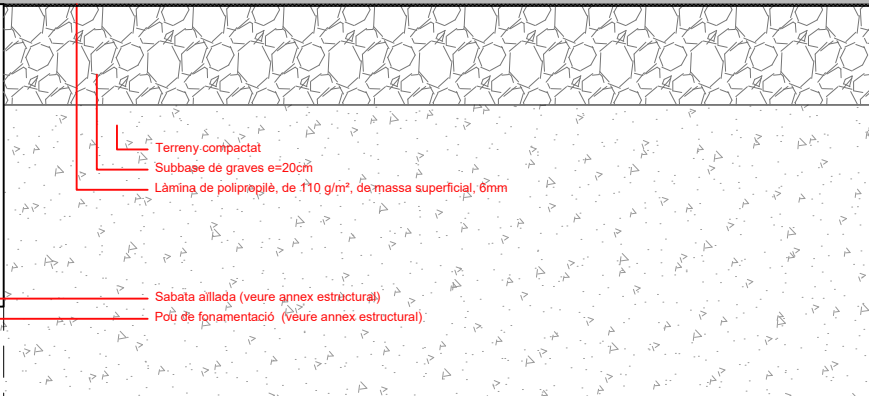 Terreny compactat
Subbase de graves e=20cm
Làmina de polipropilè, de 110 g/m², de massa superficial, 6mm
Sabata aïllada (veure annex estructural)
Pou de fonamentació (veure annex estructural)